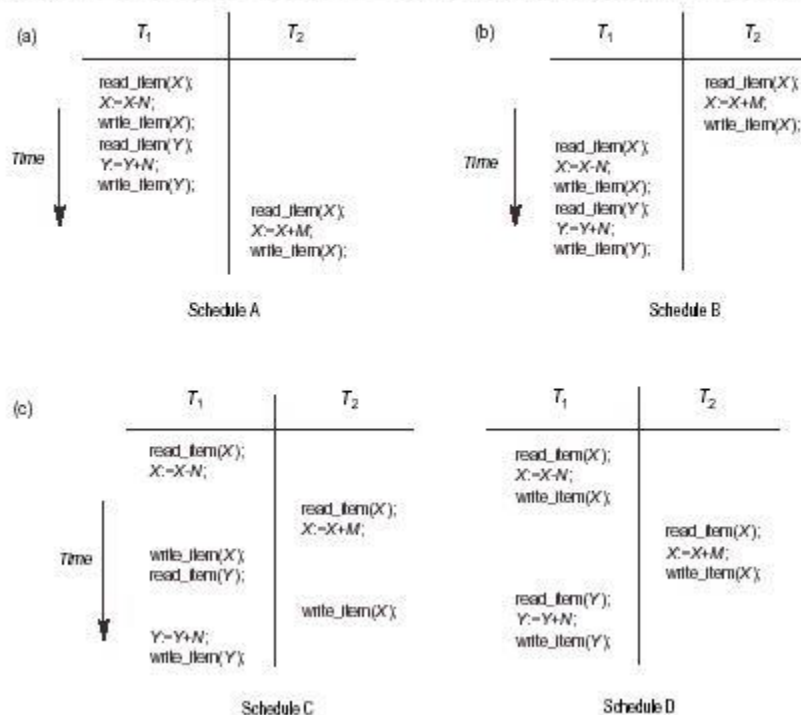 (a)
T1
T2
read_item(X);
X:=X-N;
write_item(X);
read_item(Y);
Y:=Y+N;
write_item(Y);
Time
read_item(X);
X:=X+M;
write_item(X);
Schedule A
(b)
T1
T2
read_item(X);
X:=X+M;
write_item(X);
Time
read_item(X);
X:=X-N;
write_item(X);
read_item(Y);
Y:=Y+N;
write_item(Y);
Schedule B
(c)
T1
T2
read_item(X);
X:=X-N;
read_item(X);
X:=X+M;
Time
write_item(X);
read_item(Y);
write_item(X);
Y:=Y+N;
write_item(Y);
Schedule C
T1
T2
read_item(X);
X:=X-N;
write_item(X);
read_item(X);
X:=X+M;
write_item(X);
read_item(Y);
Y:=Y+N;
write_item(Y);
Schedule D